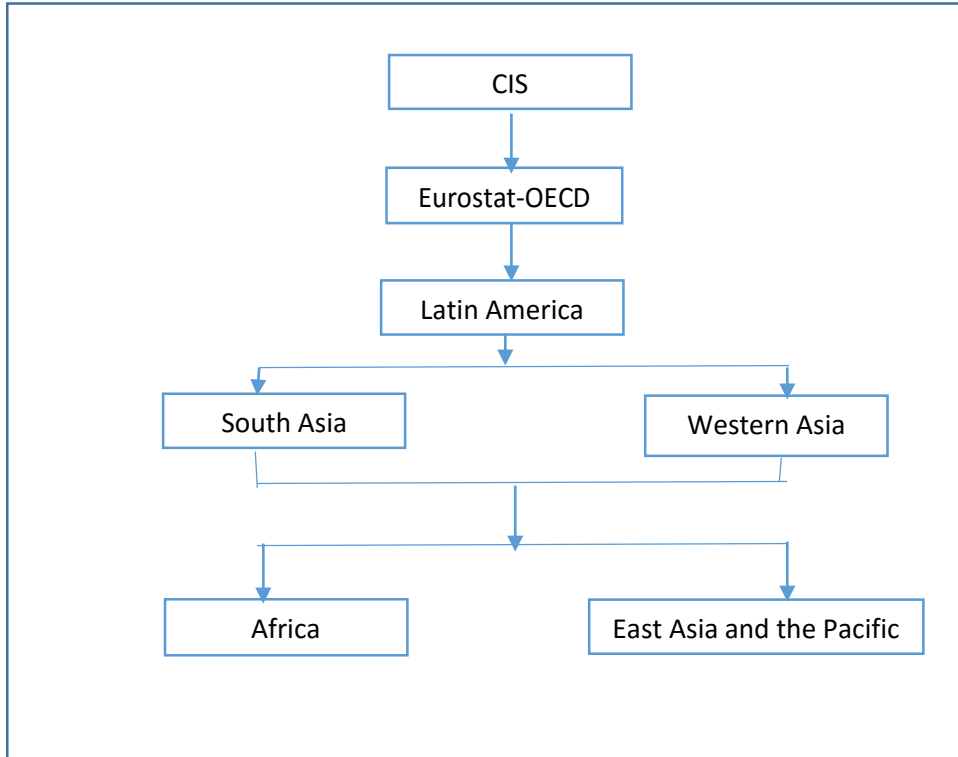 CIS
Eurostat-OECD
Latin America
South Asia
Western Asia
Africa
East Asia and the Pacific